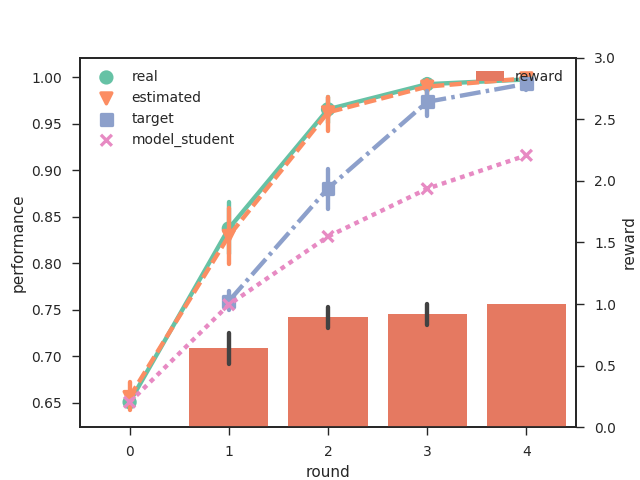 real
estimated
target
model_student
reward
1.00
0.95
0.90
0.85
0.80
0.75
0.70
0.65
performance
3.0
2.5
2.0
1.5
1.0
0.5
0.0
reward
0 1 2 3 4
round